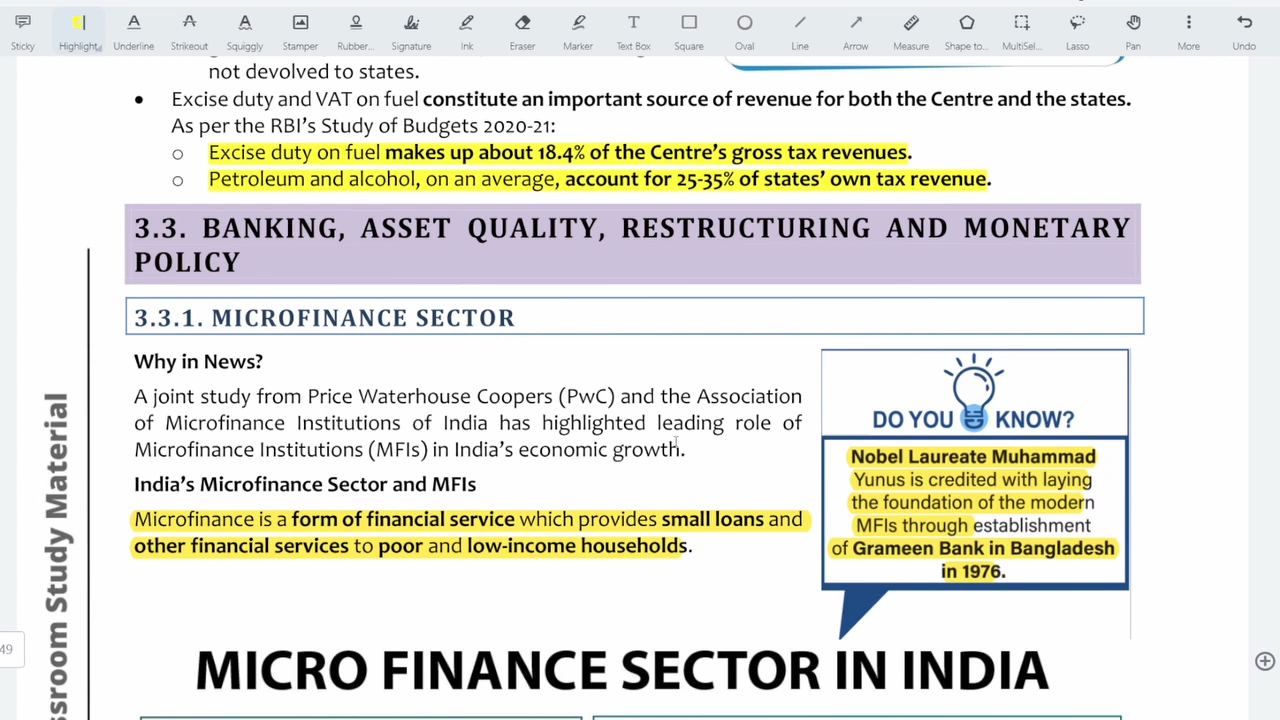 Sticky
Highlight
Underline
Strikeout
Squiggly
Stamper
Rubber...
Signature
Ink
Eraser
Marker
Text Box
Square
Oval
Line
Arrow
Measure
Shape to...
MultiSel...
Lasso
Pan
More
Undo
not devolved to states.
• Excise duty and VAT on fuel constitute an important source of revenue for both the Centre and the states.
As per the RBI's Study of Budgets 2020-21:
o Excise duty on fuel makes up about 18.4% of the Centre's gross tax revenues.
o Petroleum and alcohol, on an average, account for 25-35% of states' own tax revenue.
3.3. BANKING, ASSET QUALITY, RESTRUCTURING AND MONETARY
POLICY
3.3.1. MICROFINANCE SECTOR
Why in News?
A joint study from Price Waterhouse Coopers (PwC) and the Association
of Microfinance Institutions of India has highlighted leading role of
Microfinance Institutions (MFIs) in India's economic growth.
India's Microfinance Sector and MFIs
Microfinance is a form of financial service which provides small loans and
other financial services to poor and low-income households.
DO YOU KNOW?
Nobel Laureate Muhammad
Yunus is credited with laying
the foundation of the modern
MFIs through establishment
of Grameen Bank in Bangladesh
in 1976.
ssroom Study Material
49
MICRO FINANCE SECTOR IN INDIA